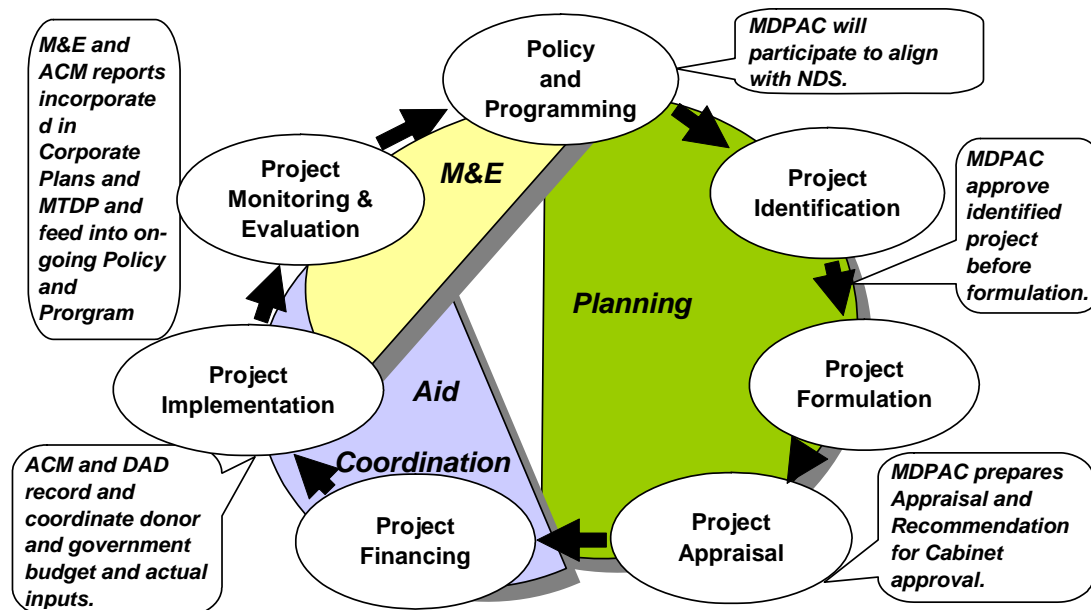 M&E and
ACM reports
incorporate
d in
Corporate
Plans and
MTDP and
feed into on-
going Policy
and
Prorgram
Policy
and
Programming
MDPAC will
participate to align
with NDS.
Project
Monitoring &
Evaluation
M&E
Project
Identification
MDPAC
approve
identified
project
before
formulation.
Planning
Project
Implementation
Aid
Coordination
Project
Formulation
ACM and DAD
record and
coordinate donor
and government
budget and actual
inputs.
Project
Financing
Project
Appraisal
MDPAC prepares
Appraisal and
Recommendation
for Cabinet
approval.